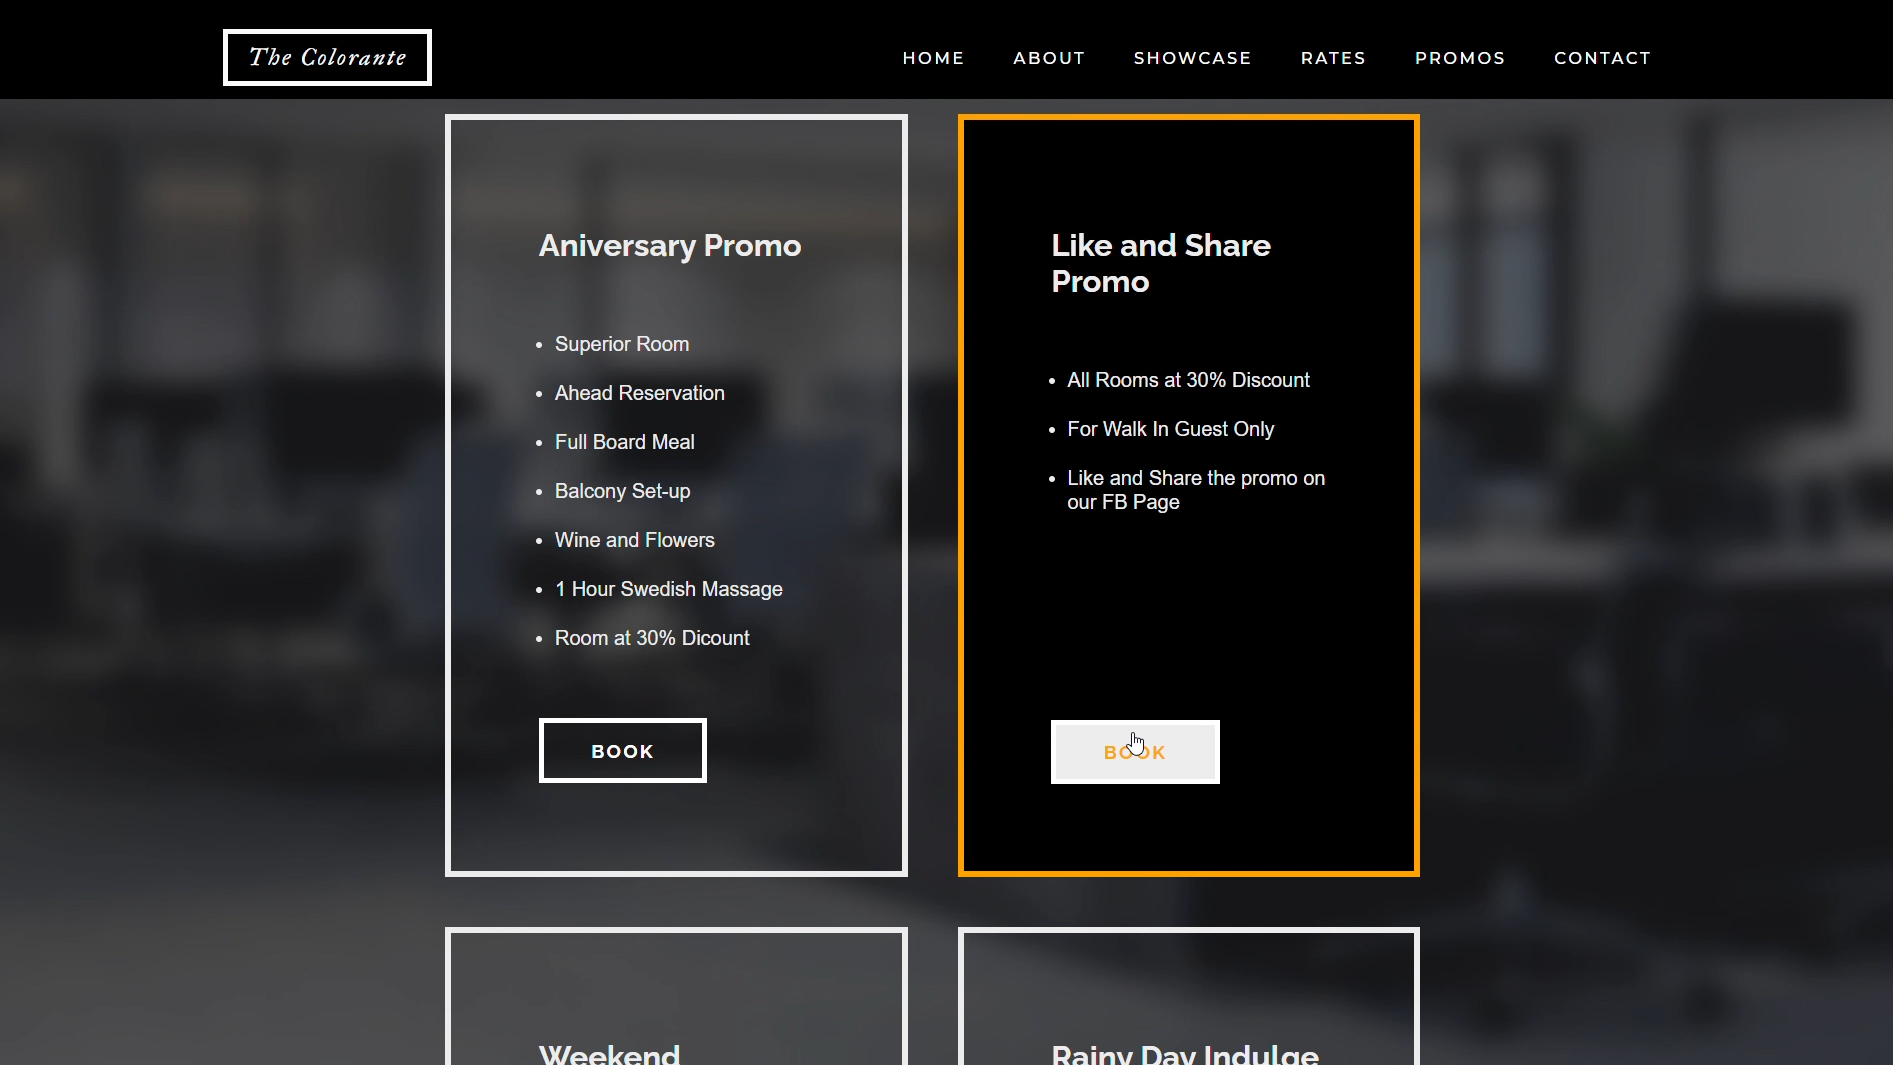 The Colorante
HOME
ABOUT
SHOWCASE
RATES
PROMOS
CONTACT
Aniversary Promo
Superior Room
Ahead Reservation
Full Board Meal
Balcony Set-up
Wine and Flowers
1 Hour Swedish Massage
Room at 30% Dicount
BOOK
Like and Share
Promo
All Rooms at 30% Discount
For Walk In Guest Only
Like and Share the promo on
our FB Page
BOOK
Weekend
Rainy Day Indulge